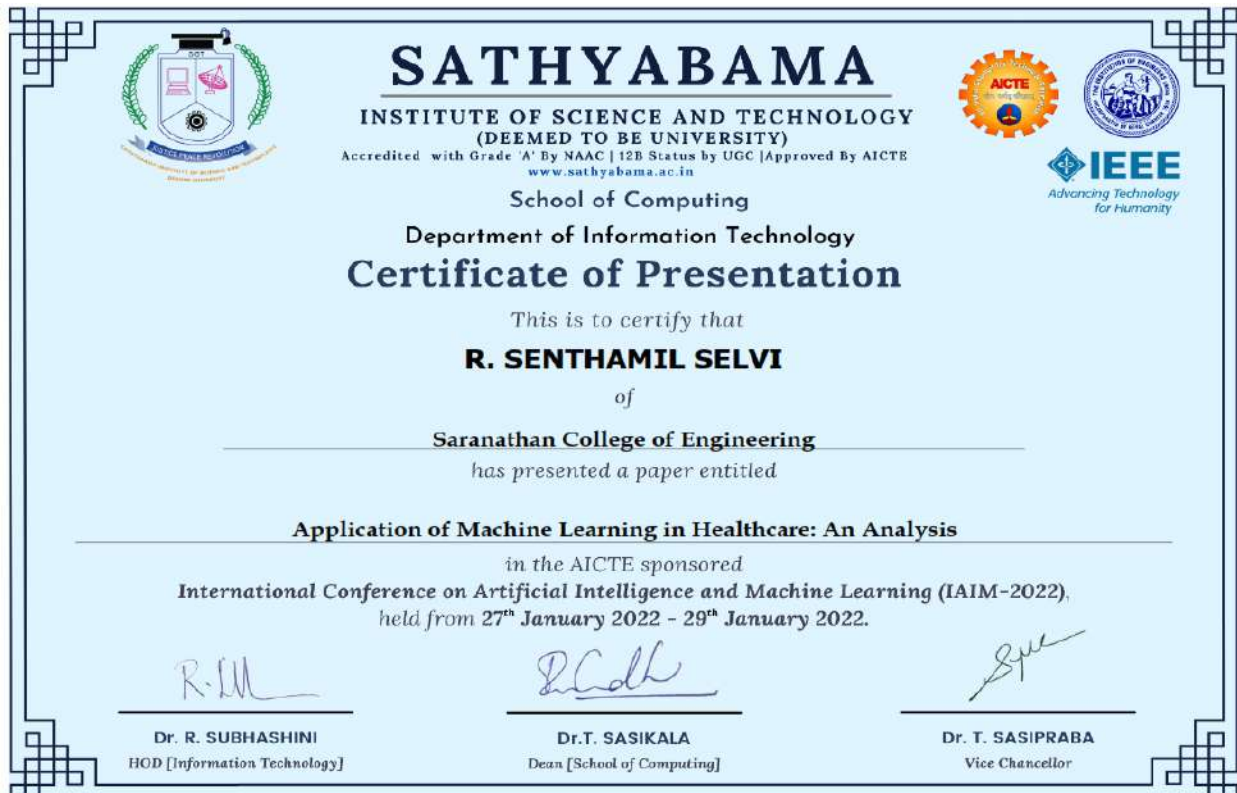 SATHYABAMA
INSTITUTE OF SCIENCE AND TECHNOLOGY
(DEEMED TO BE UNIVERSITY)
Accredited with Grade 'A' By NAAC | 12B Status by UGC |Approved By AICTE
www.sathyabama.ac.in
AICTE
IEEE
Advancing Technology
for Humanity
School of Computing
Department of Information Technology
Certificate of Presentation
This is to certify that
R. SENTHAMIL SELVI
of
Saranathan College of Engineering
has presented a paper entitled
Application of Machine Learning in Healthcare: An Analysis
in the AICTE sponsored
International Conference on Artificial Intelligence and Machine Learning (IAIM-2022),
held from 27th January 2022 - 29th January 2022.
Dr. R. SUBHASHINI
HOD [Information Technology]
Dr.T. SASIKALA
Dean [School of Computing]
Dr. T. SASIPRABA
Vice Chancellor